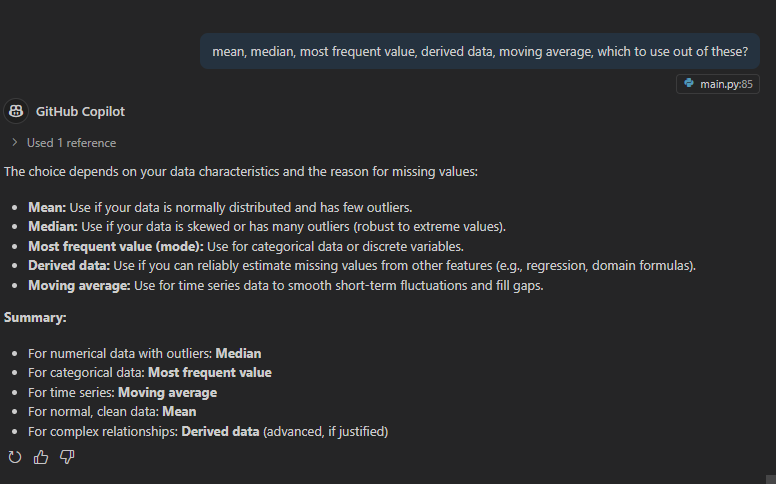 mean, median, most frequent value, derived data, moving average, which to use out of these?
main.py:85
GitHub Copilot
Used 1 reference
The choice depends on your data characteristics and the reason for missing values:
Mean: Use if your data is normally distributed and has few outliers.
Median: Use if your data is skewed or has many outliers (robust to extreme values).
Most frequent value (mode): Use for categorical data or discrete variables.
Derived data: Use if you can reliably estimate missing values from other features (e.g., regression, domain formulas).
Moving average: Use for time series data to smooth short-term fluctuations and fill gaps.
Summary:
For numerical data with outliers: Median
For categorical data: Most frequent value
For time series: Moving average
For normal, clean data: Mean
For complex relationships: Derived data (advanced, if justified)